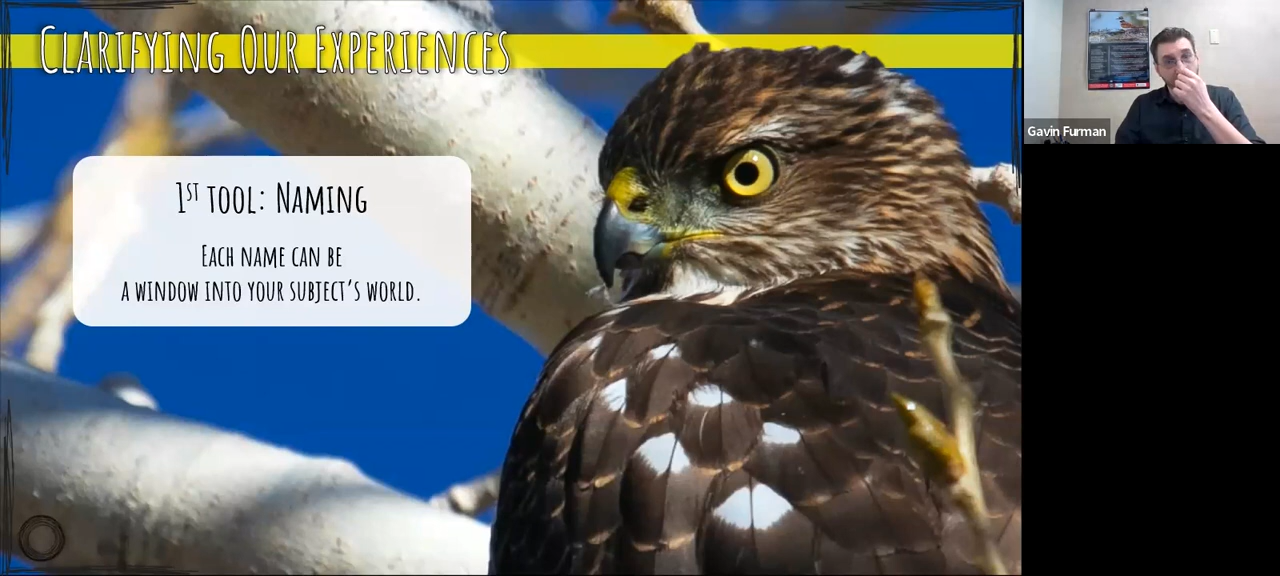 Clarifying Our Experiences
1st tool: Naming
Each name can be
a window into your subject's world.
Gavin Furman